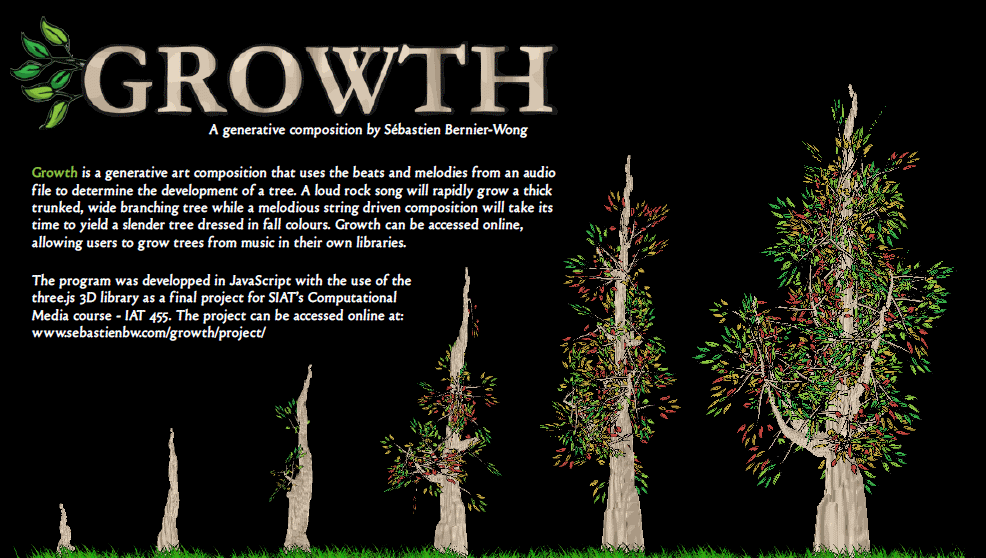 GROWTH
A generative composition by Sébastien Bernier-Wong
Growth is a generative art composition that uses the beats and melodies from an audio
file to determine the development of a tree. A loud rock song will rapidly grow a thick
trunked, wide branching tree while a melodious string driven composition will take its
time to yield a slender tree dressed in fall colours. Growth can be accessed online,
allowing users to grow trees from music in their own libraries.
The program was developped in JavaScript with the use of the
three.js 3D library as a final project for SIAT's Computational
Media course - IAT 455. The project can be accessed online at:
www.sebastienbw.com/growth/project/